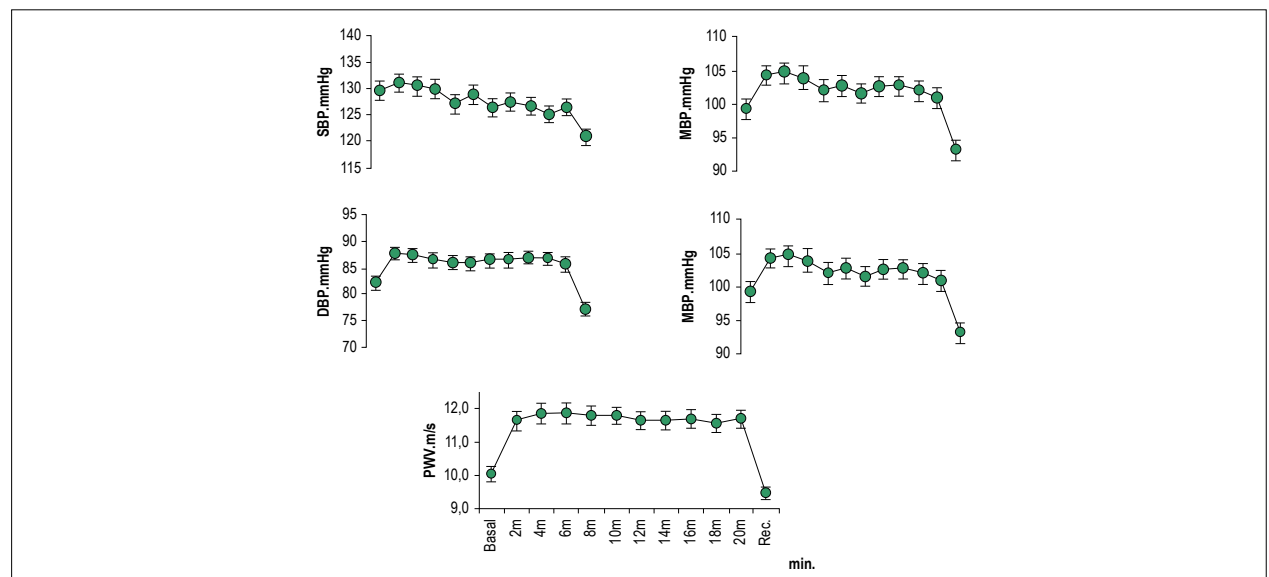 SBP.mmHg
140
135
130
125
120
115
MBP.mmHg
110
105
100
95
90
DBP.mmHg
95
90
85
80
75
70
MBP.mmHg
110
105
100
95
90
PWV.m/s
12,0
11,0
10,0
9,0
Basal
2m
4m
6m
8m
10m
12m
14m
16m
18m
20m
Rec.
min.